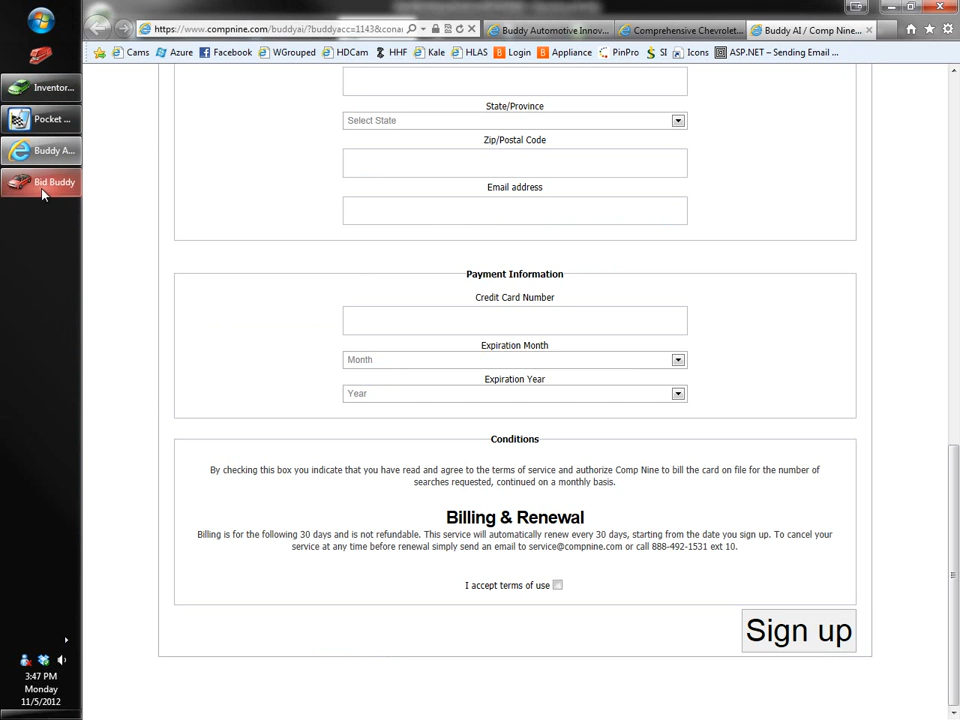 https://www.compnine.com/buddyai/?buddyacc=1143&conar
Buddy Automotive Innov...
Comprehensive Chevrolet...
Buddy AI / Comp Nine...
Cams
Azure
Facebook
WGrouped
HDCam
HHF
Kale
HLAS
Login
Appliance
PinPro
SI
Icons
ASP.NET – Sending Email ...
Inventor...
Pocket ...
Buddy A...
Bid Buddy
State/Province
Select State
Zip/Postal Code
Email address
Payment Information
Credit Card Number
Expiration Month
Month
Expiration Year
Year
Conditions
By checking this box you indicate that you have read and agree to the terms of service and authorize Comp Nine to bill the card on file for the number of
searches requested, continued on a monthly basis.
Billing & Renewal
Billing is for the following 30 days and is not refundable. This service will automatically renew every 30 days, starting from the date you sign up. To cancel your
service at any time before renewal simply send an email to service@compnine.com or call 888-492-1531 ext 10.
I accept terms of use
Sign up
3:47 PM
Monday
11/5/2012